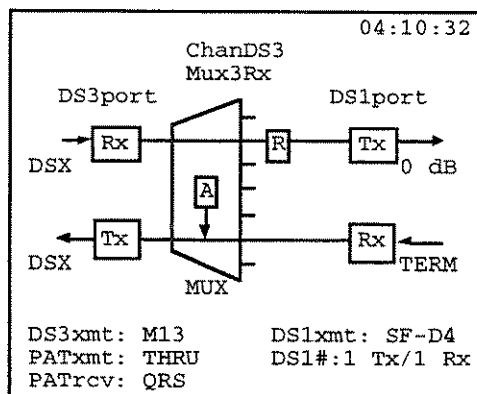 04:10:32
ChanDS3
Mux3Rx
DS3port DS1port
Rx R Tx
DSX 0 dB
A
Tx Rx
DSX TERM
MUX
DS3xmt: M13 DS1xmt: SF-D4
PATxmt: THRU DS1#:1 Tx/1 Rx
PATrcv: QRS